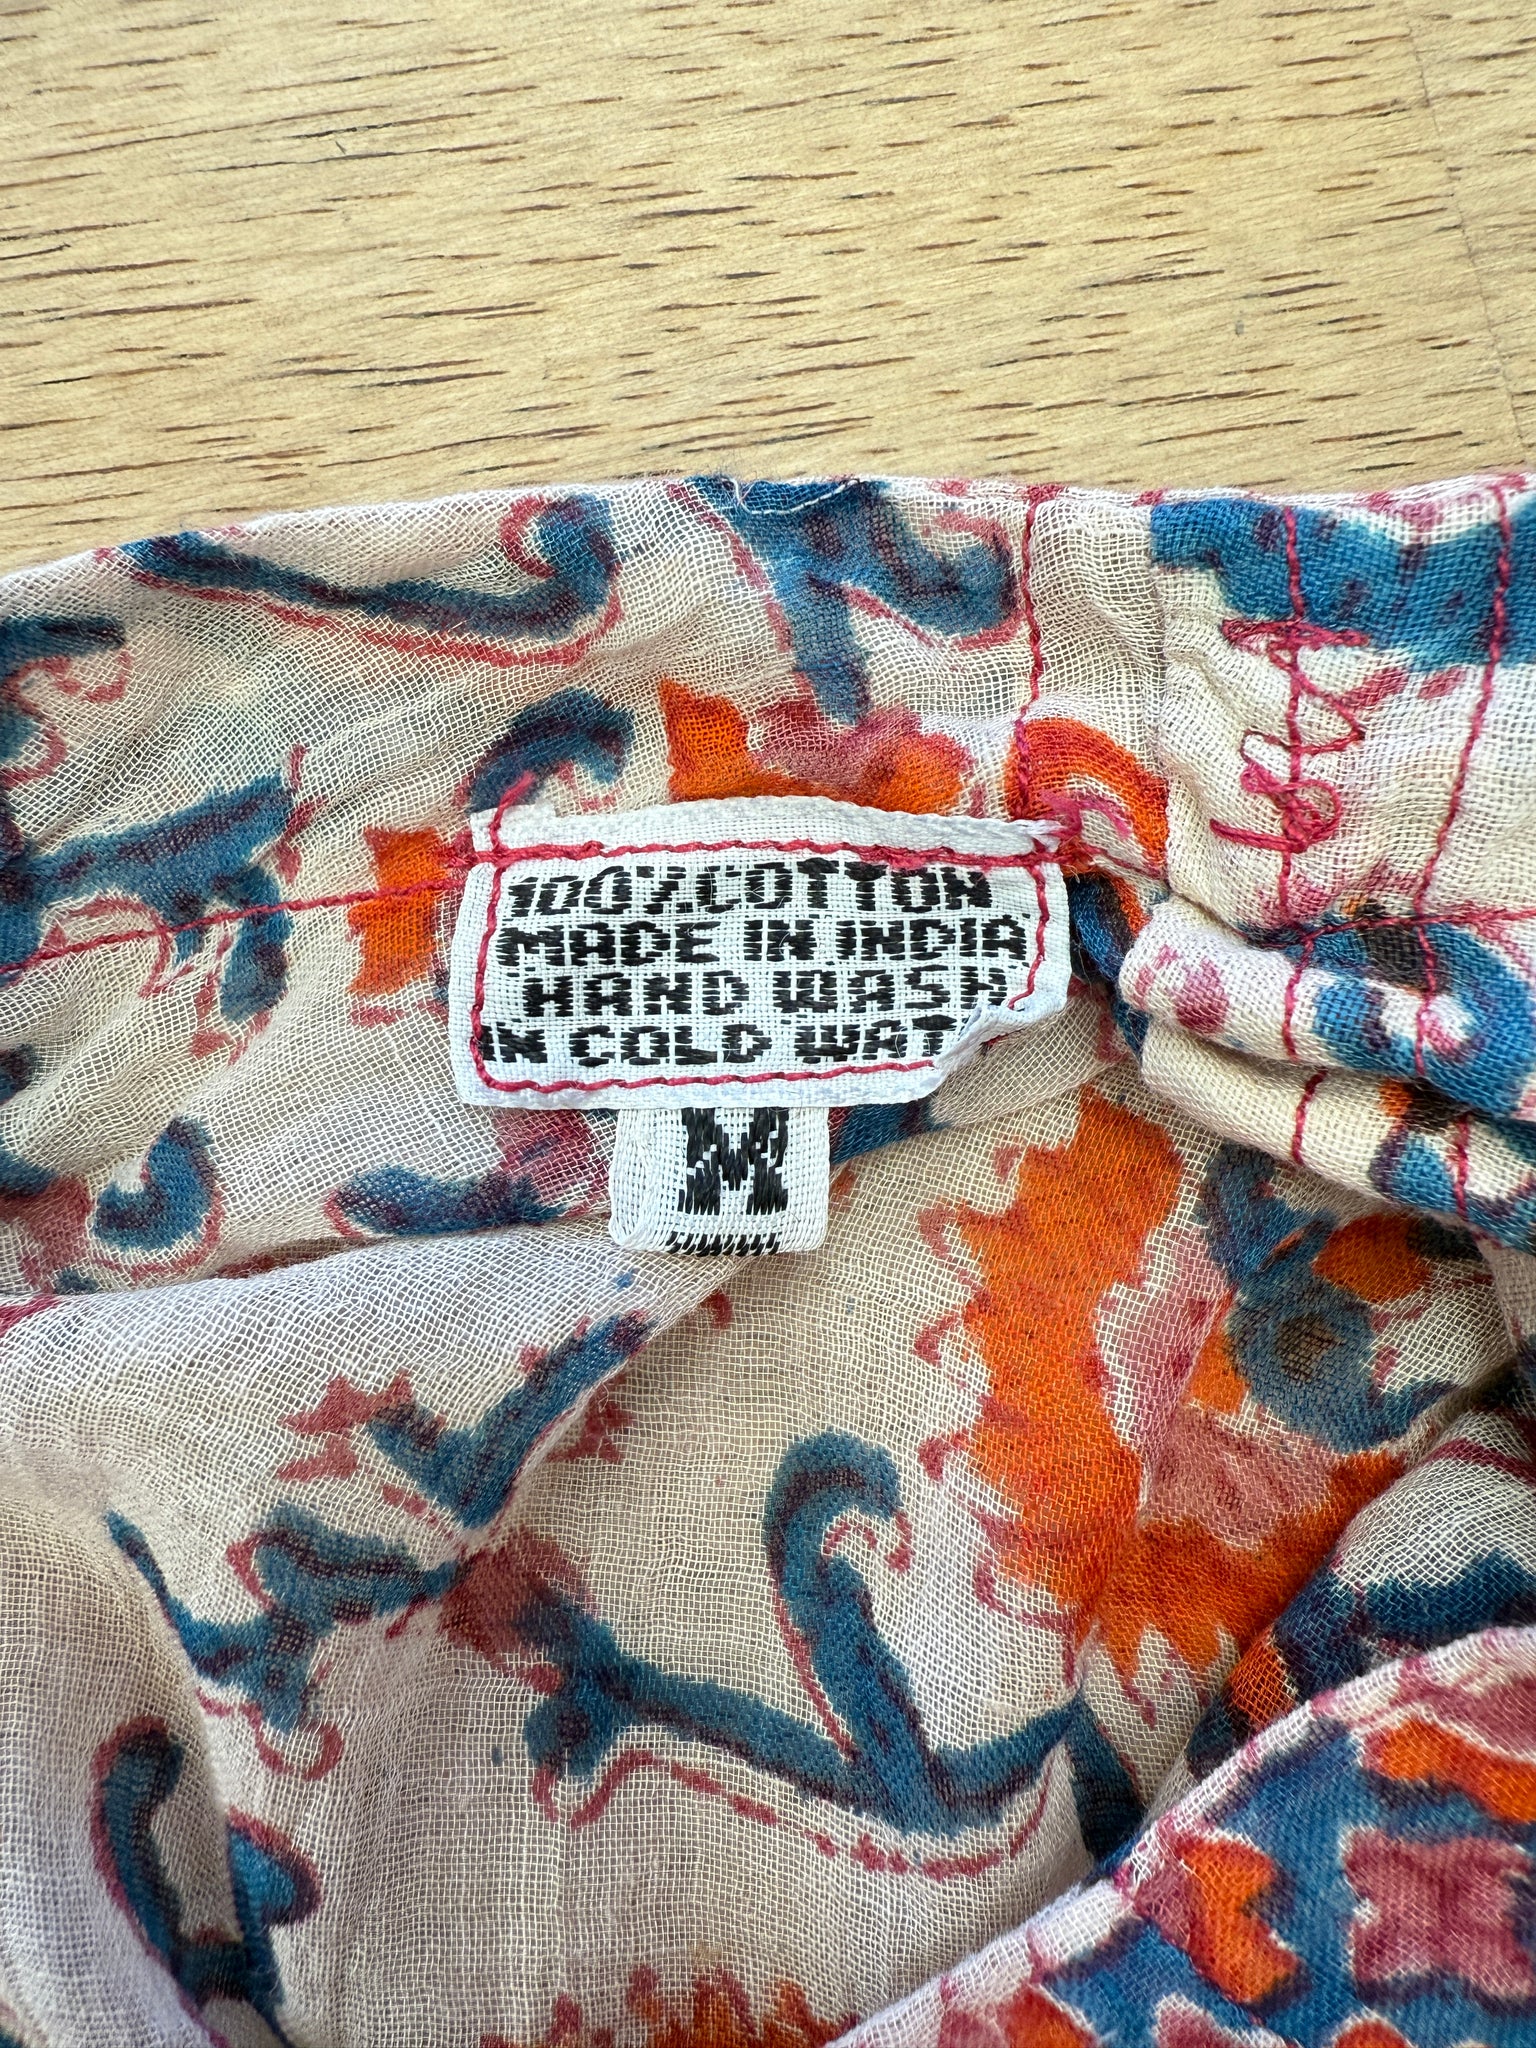 100% COTTON
MADE IN INDIA
HAND WASH
IN COLD WAT
M